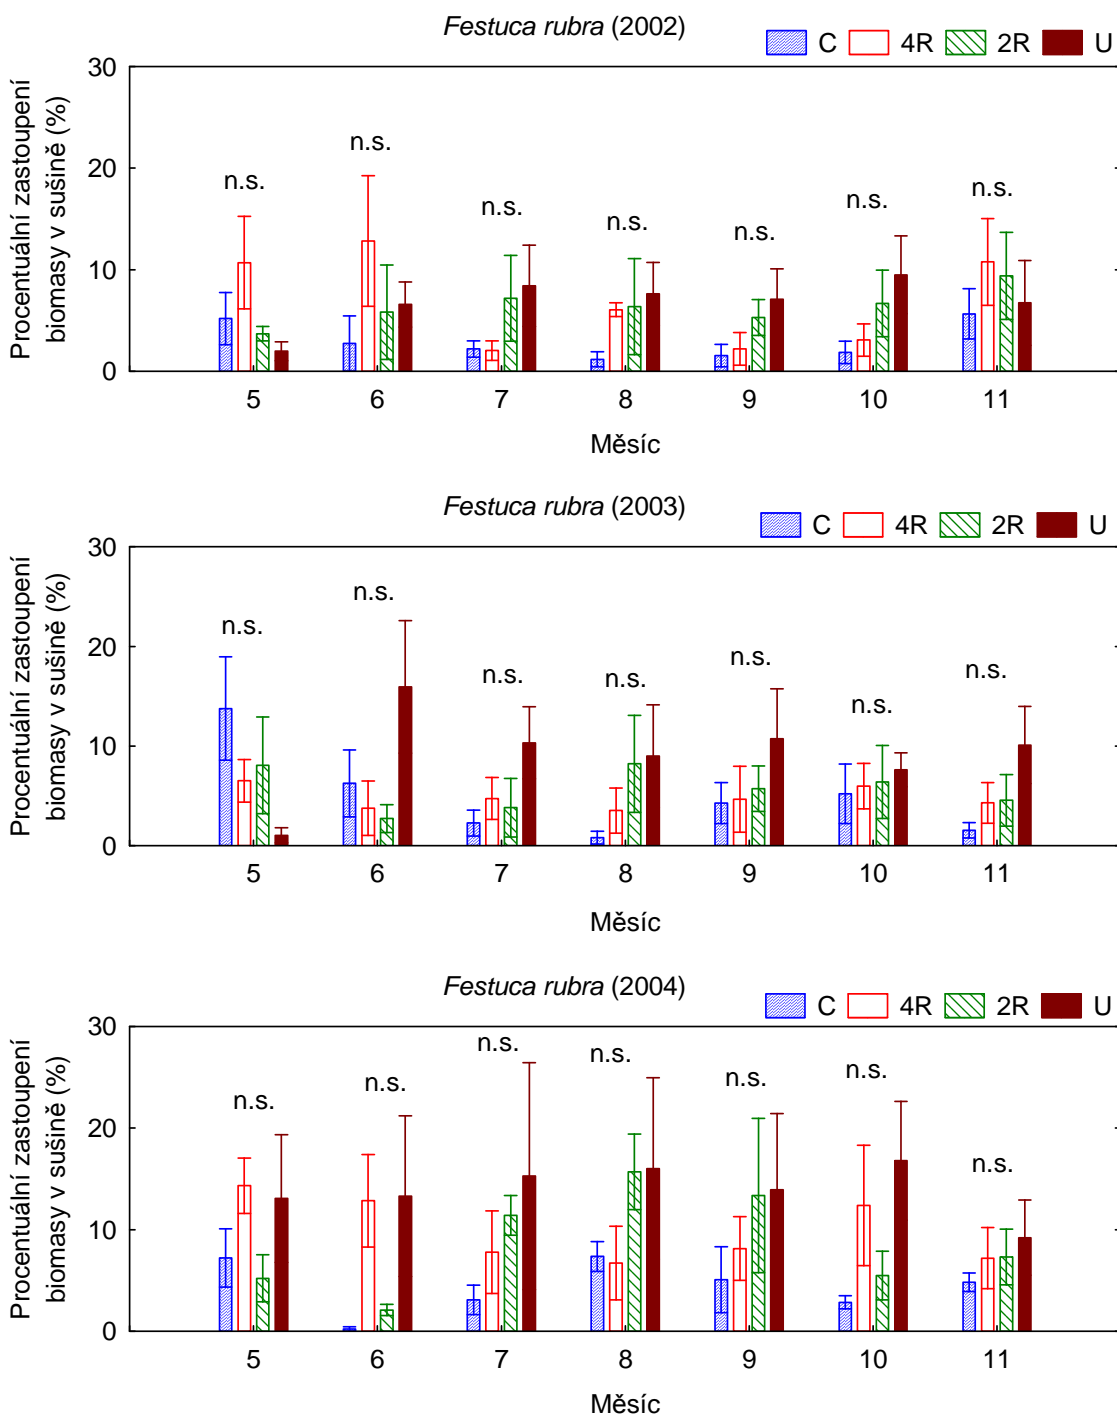 Festuca rubra (2002)
C 4R 2R U
Procentuální zastoupení
biomasy v sušině (%)
30
20
10
0
n.s. n.s. n.s. n.s. n.s. n.s. n.s.
5 6 7 8 9 10 11
Měsíc
Festuca rubra (2003)
C 4R 2R U
Procentuální zastoupení
biomasy v sušině (%)
30
20
10
0
n.s. n.s. n.s. n.s. n.s. n.s. n.s.
5 6 7 8 9 10 11
Měsíc
Festuca rubra (2004)
C 4R 2R U
Procentuální zastoupení
biomasy v sušině (%)
30
20
10
0
n.s. n.s. n.s. n.s. n.s. n.s. n.s.
5 6 7 8 9 10 11
Měsíc